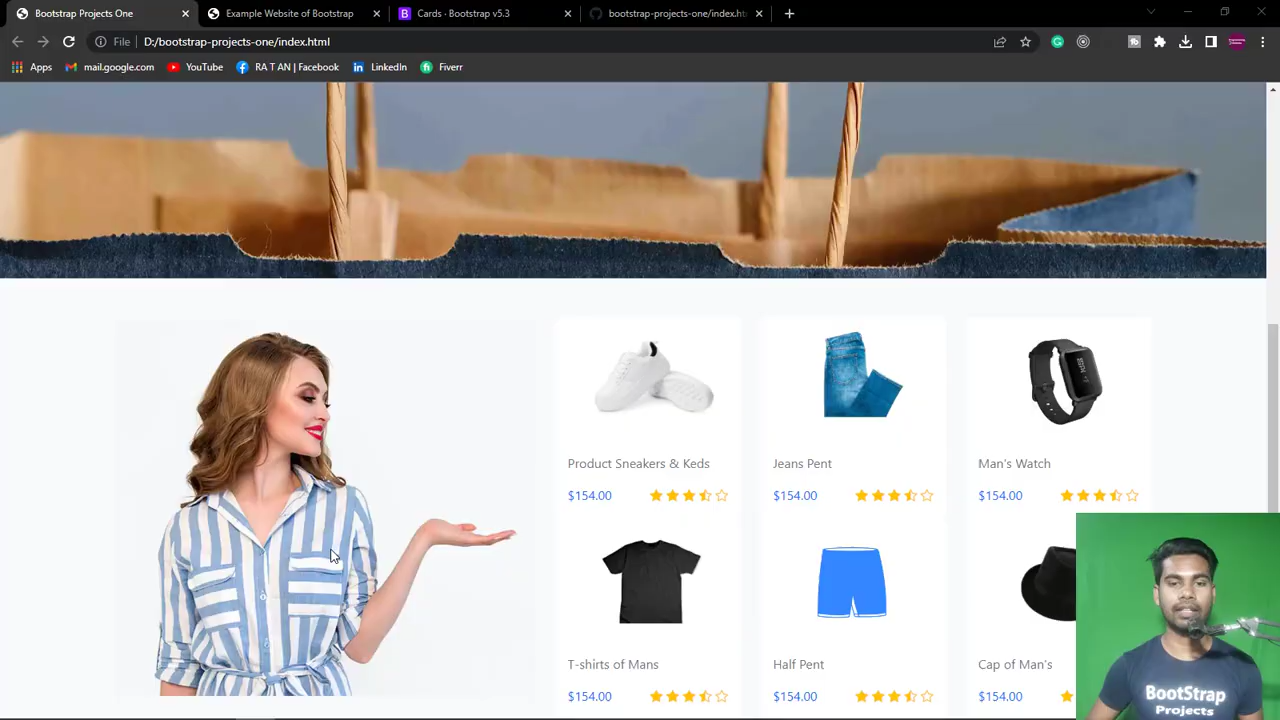 Bootstrap Projects One
Example Website of Bootstrap
Cards · Bootstrap v5.3
bootstrap-projects-one/index.ht
File D:/bootstrap-projects-one/index.html
Apps mail.google.com YouTube RA T AN | Facebook LinkedIn Fiverr
Product Sneakers & Keds
Jeans Pent
Man's Watch
$154.00
$154.00
$154.00
T-shirts of Mans
Half Pent
Cap of Man's
$154.00
$154.00
$154.00
BootStrap
Projects